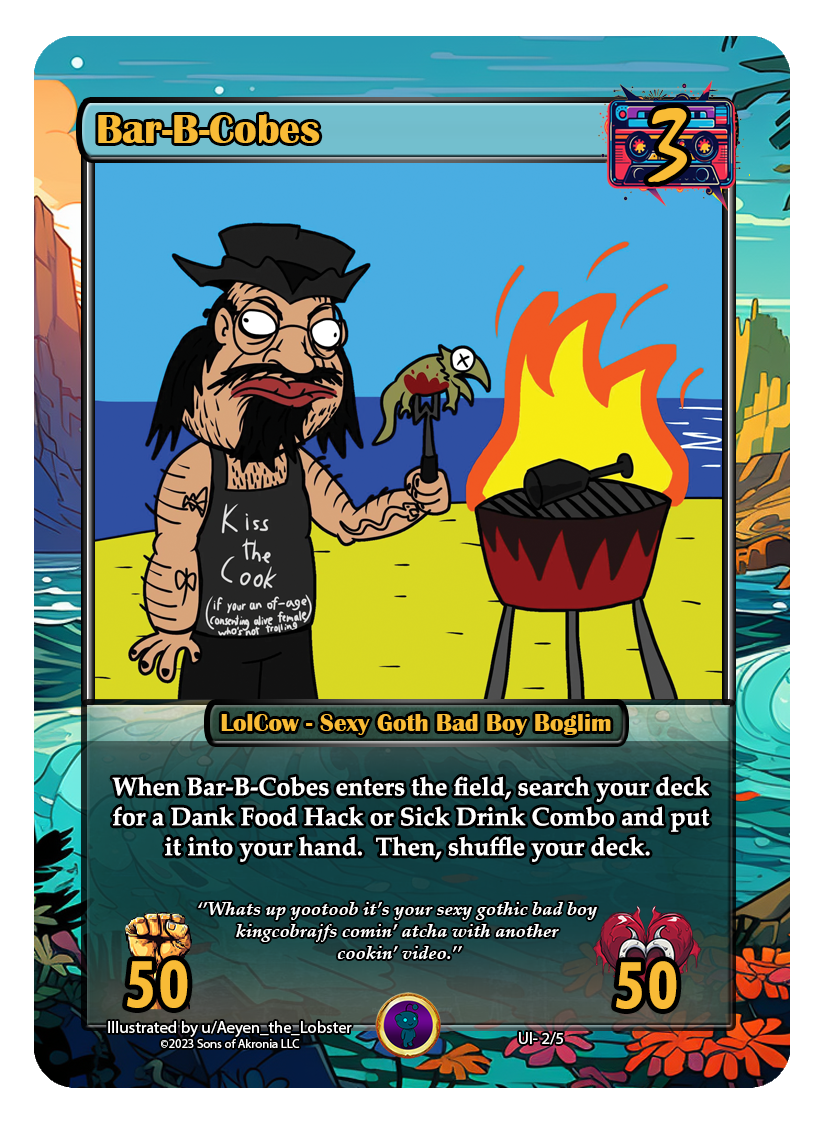 Bar-B-Cobes
3
Kiss
the
Cook
(if your an of-age)
(consenting alive female
who's not trolling
LolCow - Sexy Goth Bad Boy Boglim
When Bar-B-Cobes enters the field, search your deck
for a Dank Food Hack or Sick Drink Combo and put
it into your hand. Then, shuffle your deck.
"Whats up yootoob it's your sexy gothic bad boy
kingcobrajfs comin' atcha with another
cookin' video."
50
50
Illustrated by u/Aeyen_the_Lobster
©2023 Sons of Akronia LLC
UI- 2/5